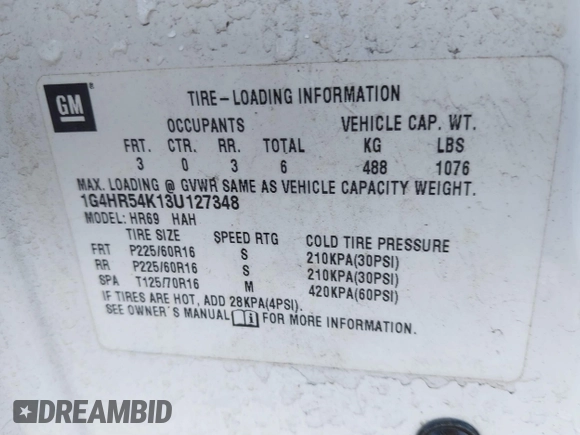 GM
TIRE-LOADING INFORMATION
OCCUPANTS VEHICLE CAP. WT.
FRT. CTR. RR. TOTAL KG LBS
3 0 3 6 488 1076
MAX. LOADING @ GVWR SAME AS VEHICLE CAPACITY WEIGHT.
1G4HR54K13U127348
MODEL: HR69 HAH
TIRE SIZE SPEED RTG COLD TIRE PRESSURE
FRT P225/60R16 S 210KPA(30PSI)
RR P225/60R16 S 210KPA(30PSI)
SPA T125/70R16 M 420KPA(60PSI)
IF TIRES ARE HOT, ADD 28KPA(4PSI).
SEE OWNER'S MANUAL FOR MORE INFORMATION.
DREAMBID